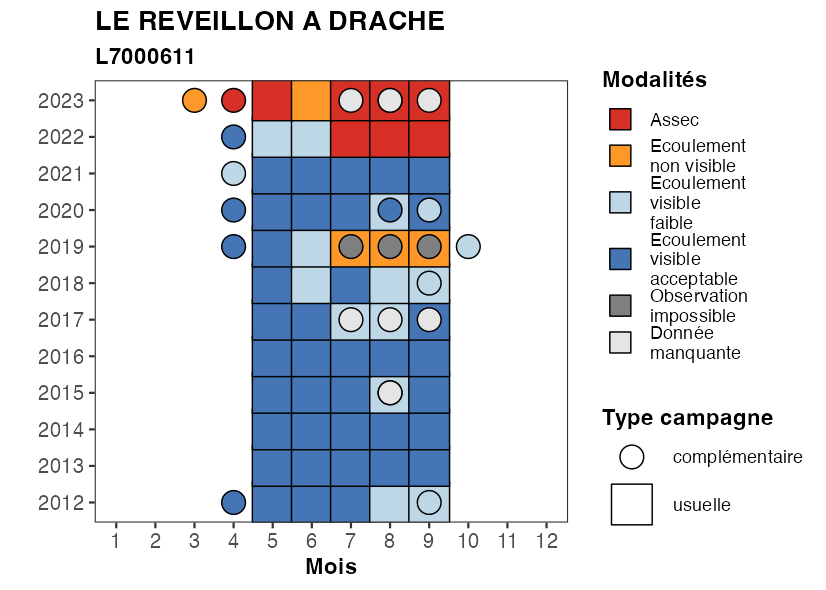 LE REVEILLON A DRACHE
L7000611
2023
2022
2021
2020
2019
2018
2017
2016
2015
2014
2013
2012
1 2 3 4 5 6 7 8 9 10 11 12
Mois
Modalités
Assec
Ecoulement
non visible
Ecoulement
visible
faible
Ecoulement
visible
acceptable
Observation
impossible
Donnée
manquante
Type campagne
complémentaire
usuelle